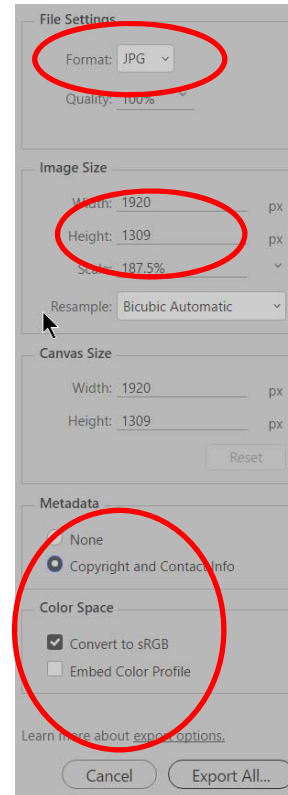 File Settings
Format: JPG
Quality: 100%
Image Size
Width: 1920 px
Height: 1309 px
Scale: 187.5%
Resample: Bicubic Automatic
Canvas Size
Width: 1920 px
Height: 1309 px
Reset
Metadata
None
Copyright and Contact Info
Color Space
Convert to sRGB
Embed Color Profile
Learn more about export options.
Cancel Export All...